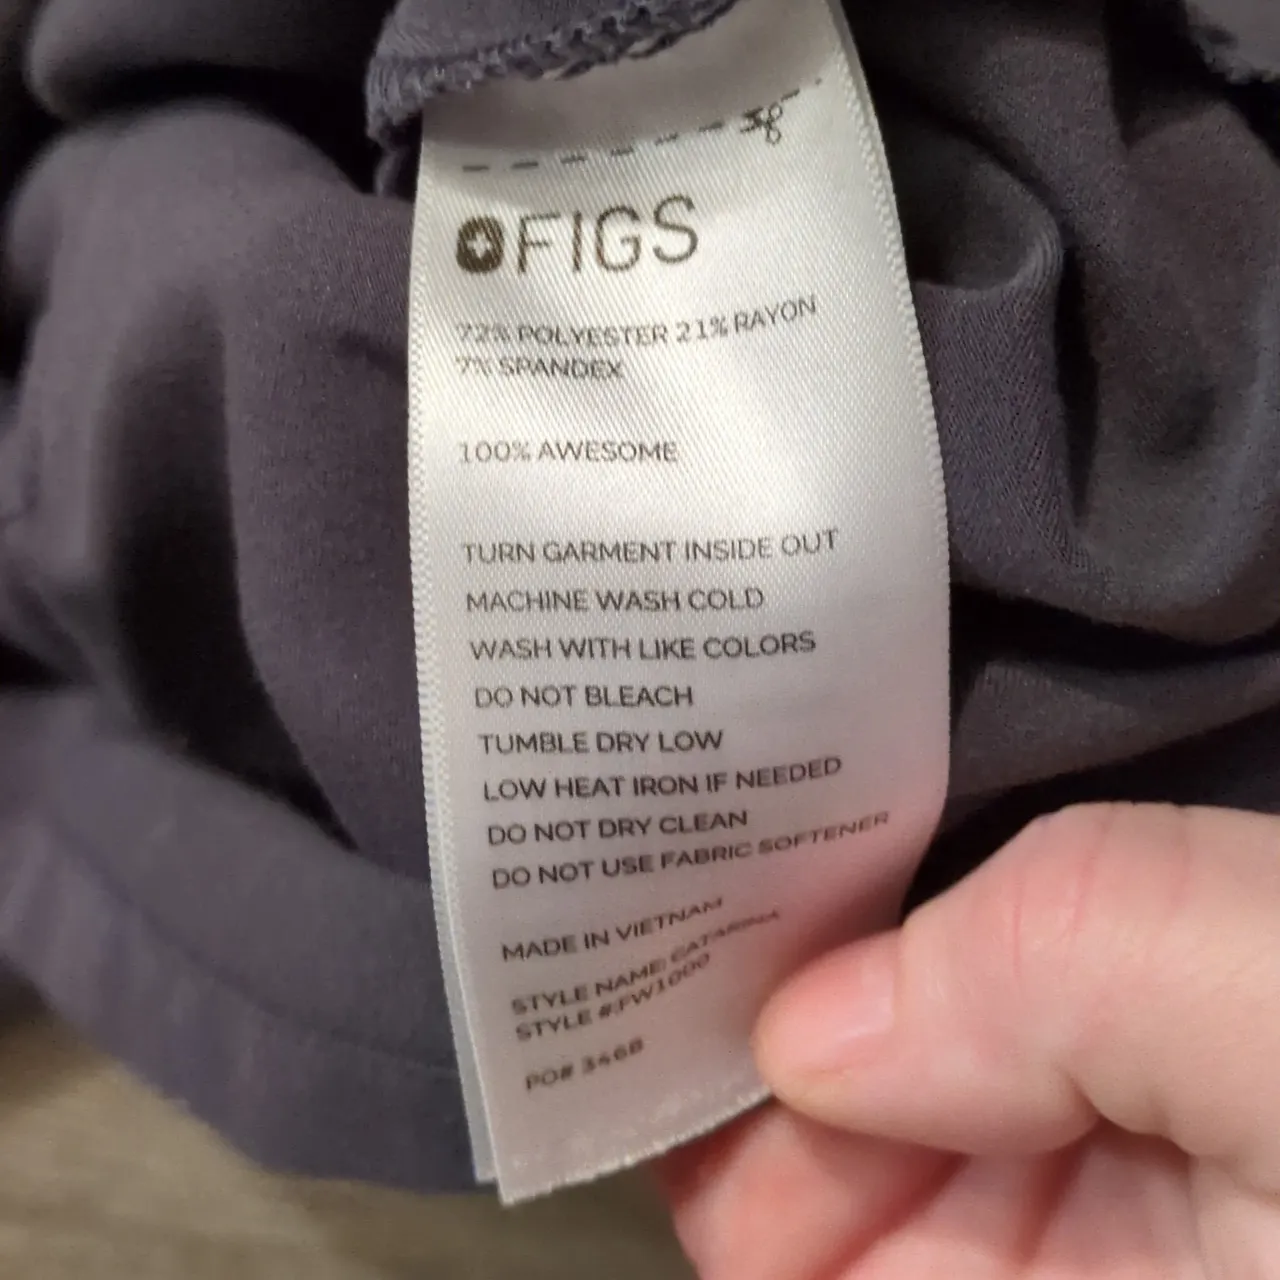 FIGS
72% POLYESTER 21% RAYON
7% SPANDEX
100% AWESOME
TURN GARMENT INSIDE OUT
MACHINE WASH COLD
WASH WITH LIKE COLORS
DO NOT BLEACH
TUMBLE DRY LOW
LOW HEAT IRON IF NEEDED
DO NOT DRY CLEAN
DO NOT USE FABRIC SOFTENER
MADE IN VIETNAM
STYLE NAME: CATARINA
STYLE #:FW1000
PO# 3468